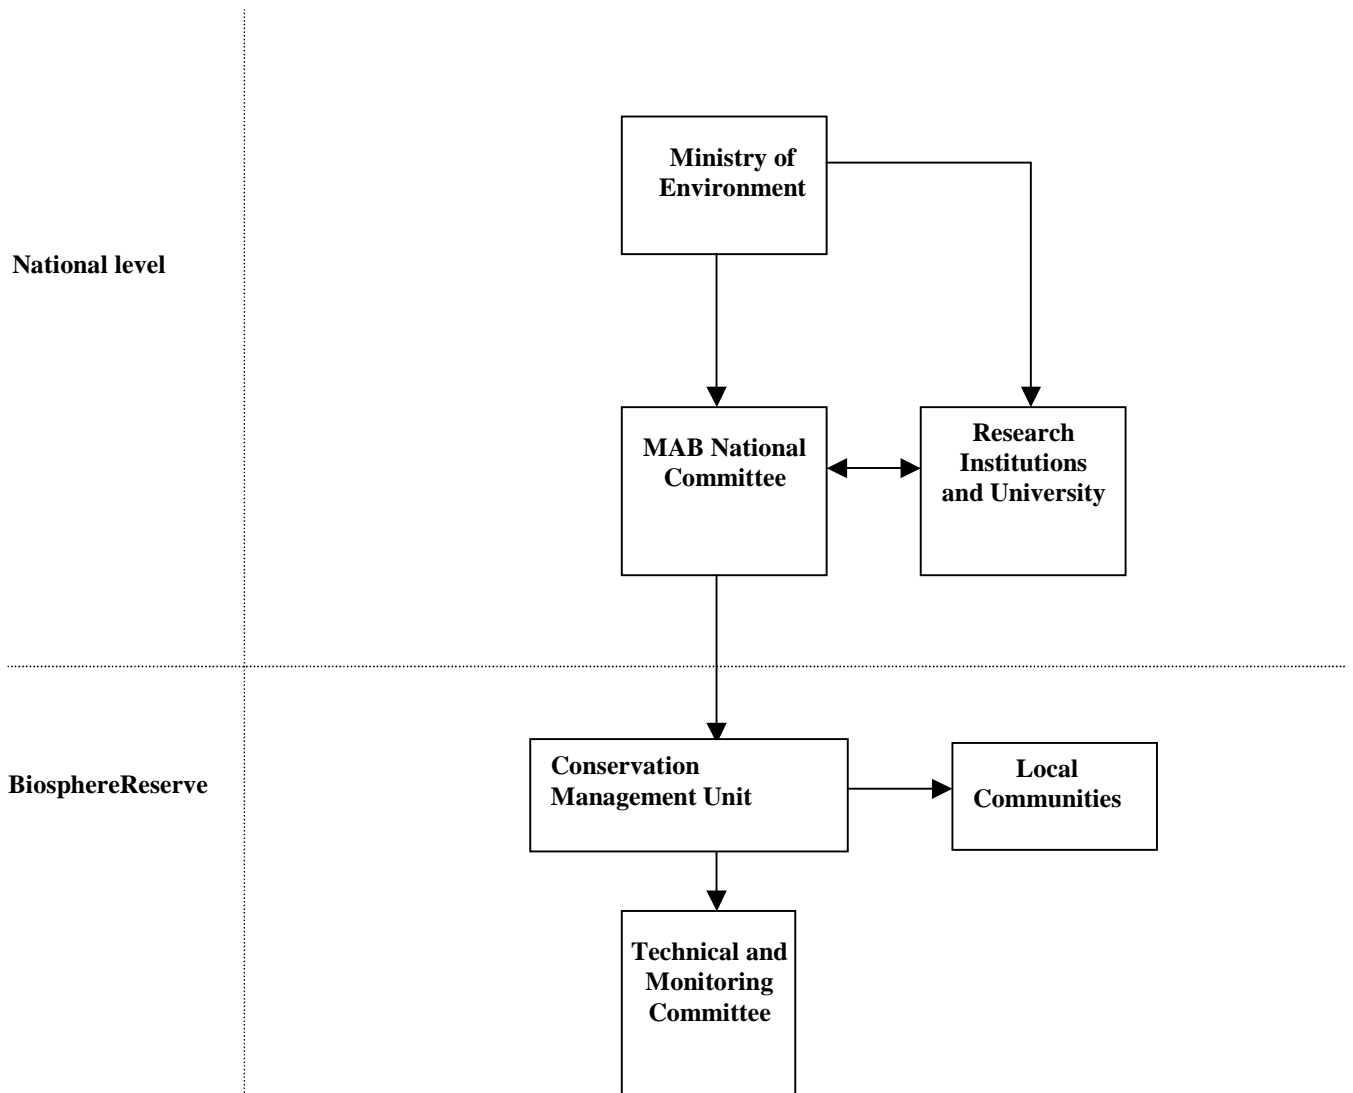 Ministry of
Environment
National level
MAB National
Committee
Research
Institutions
and University
BiosphereReserve
Conservation
Management Unit
Local
Communities
Technical and
Monitoring
Committee